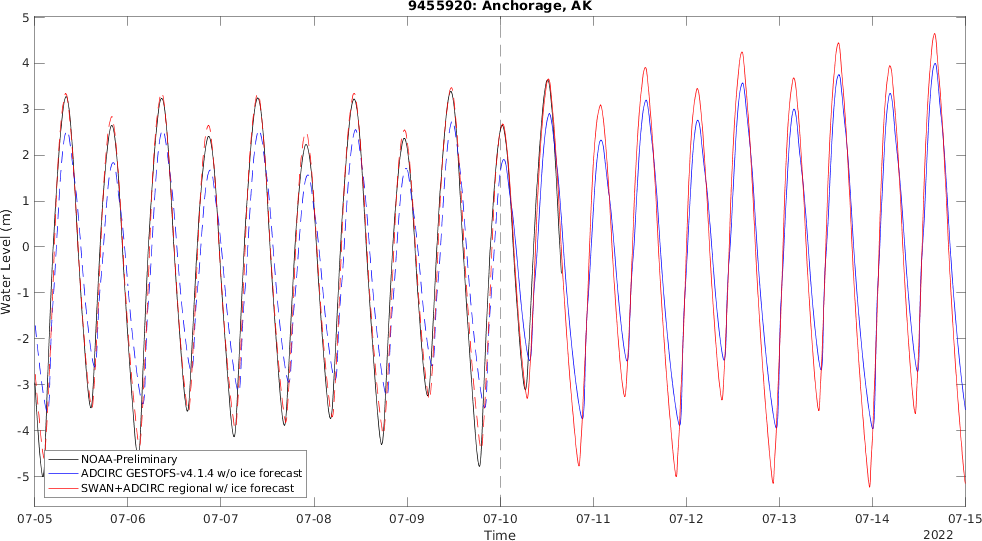 9455920: Anchorage, AK
5
4
3
2
1
0
-1
-2
-3
-4
-5
Water Level (m)
NOAA-Preliminary
ADCIRC GESTOFS-v4.1.4 w/o ice forecast
SWAN+ADCIRC regional w/ ice forecast
07-05 07-06 07-07 07-08 07-09 07-10 07-11 07-12 07-13 07-14 07-15
Time
2022